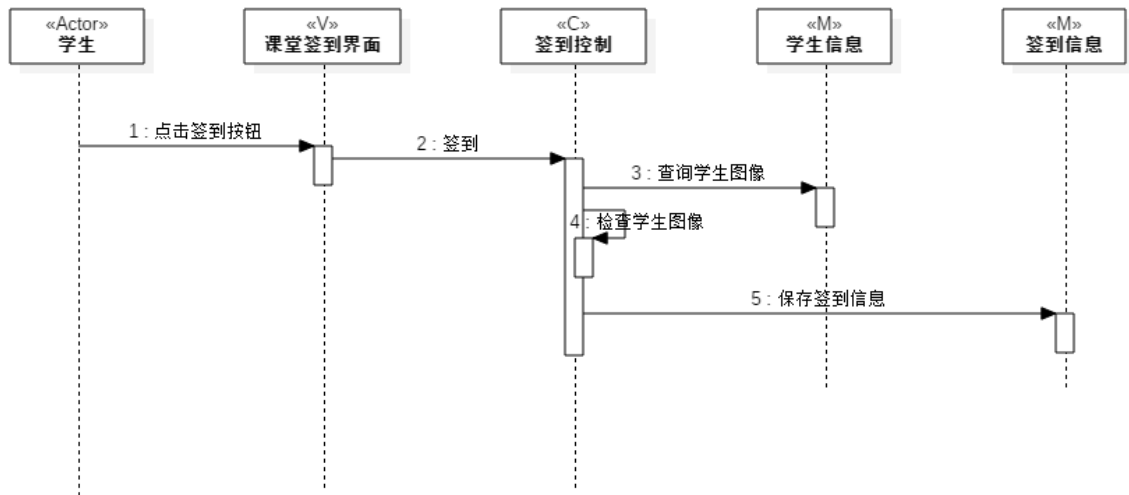 «Actor»
学生
«V»
课堂签到界面
«C»
签到控制
«M»
学生信息
«M»
签到信息
1 : 点击签到按钮
2 : 签到
3 : 查询学生图像
4 : 检查学生图像
5 : 保存签到信息